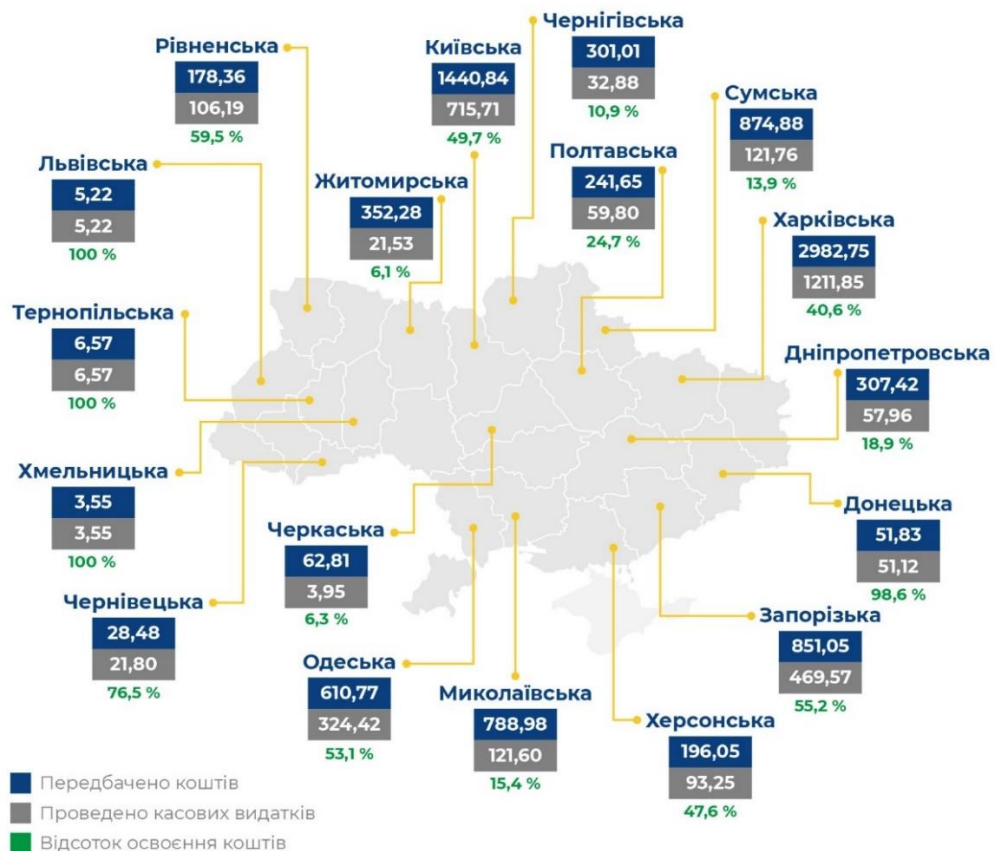 Чернігівська
301,01
32,88
10,9 %
Рівненська
178,36
106,19
59,5 %
Київська
1440,84
715,71
49,7 %
Сумська
874,88
121,76
13,9 %
Львівська
5,22
5,22
100 %
Житомирська
352,28
21,53
6,1 %
Полтавська
241,65
59,80
24,7 %
Харківська
2982,75
1211,85
40,6 %
Тернопільська
6,57
6,57
100 %
Дніпропетровська
307,42
57,96
18,9 %
Хмельницька
3,55
3,55
100 %
Черкаська
62,81
3,95
6,3 %
Донецька
51,83
51,12
98,6 %
Чернівецька
28,48
21,80
76,5 %
Запорізька
851,05
469,57
55,2 %
Одеська
610,77
324,42
53,1 %
Миколаївська
788,98
121,60
15,4 %
Херсонська
196,05
93,25
47,6 %
Передбачено коштів
Проведено касових видатків
Відсоток освоєння коштів